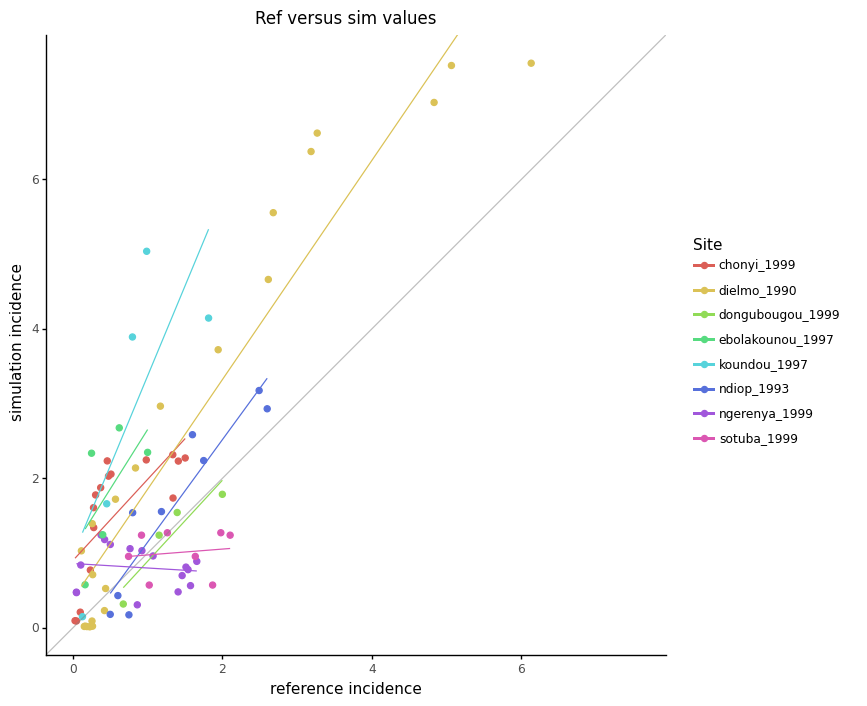 Ref versus sim values
simulation incidence
6
4
2
0
0
2
4
6
reference incidence
Site
chonyi_1999
dielmo_1990
dongubougou_1999
ebolakounou_1997
koundou_1997
ndiop_1993
ngerenya_1999
sotuba_1999